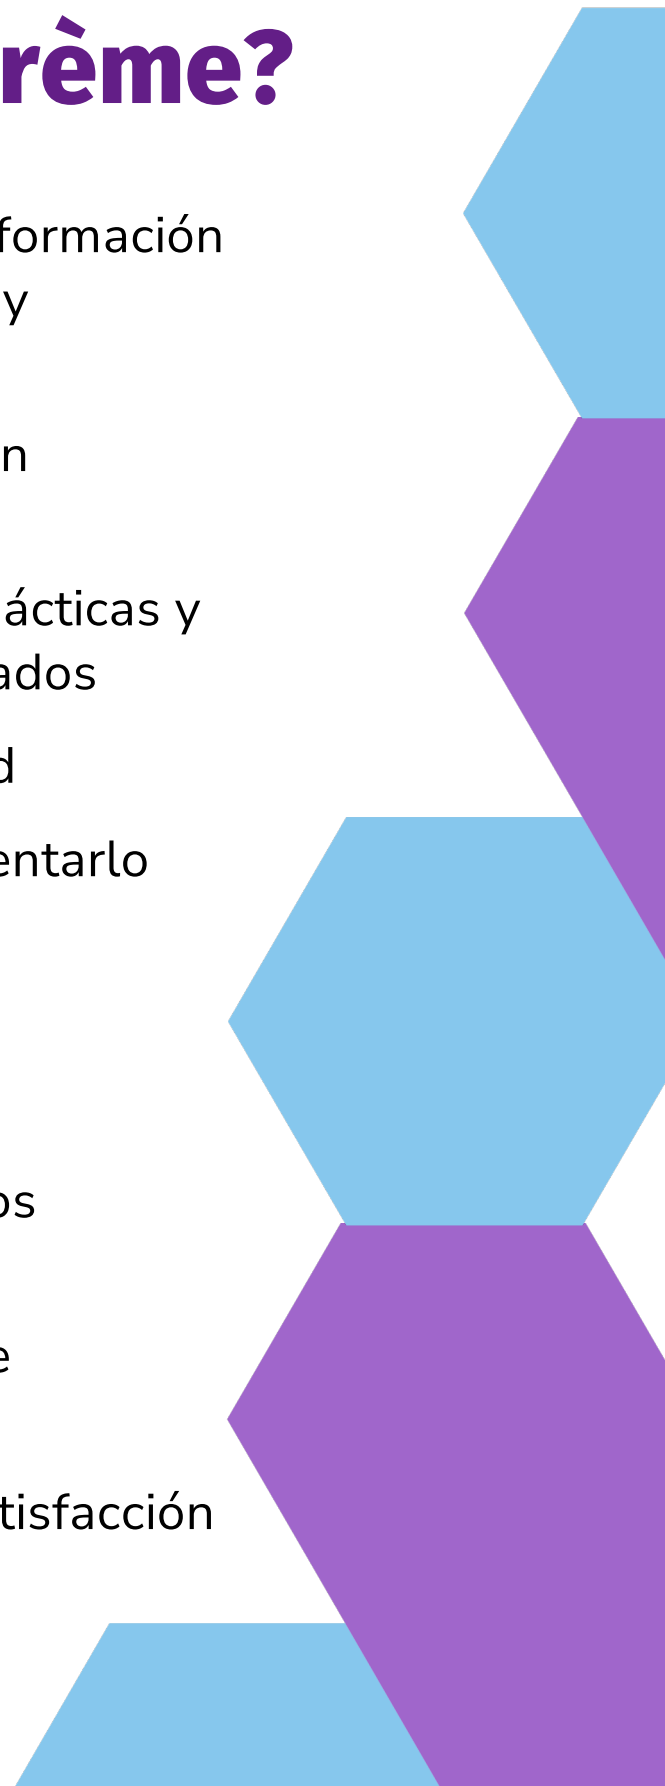 rème?
formación
y
n
ácticas y
ados
d
entarlo
os
e
tisfacción